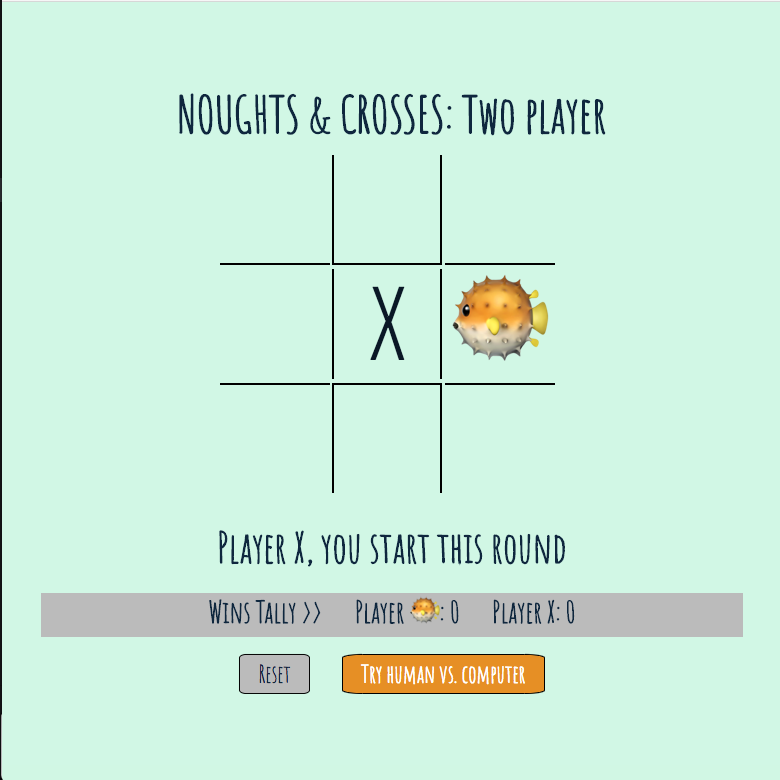 NOUGHTS & CROSSES: Two player
X
Player X, you start this round
Wins Tally >> Player 🐡: 0 Player X: 0
Reset
Try human vs. computer